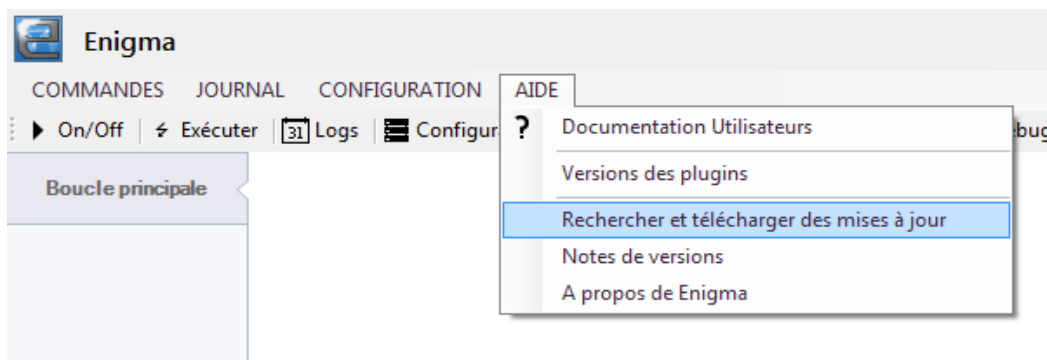 Enigma
COMMANDES JOURNAL CONFIGURATION AIDE
On/Off Exécuter 31 Logs
Documentation Utilisateurs
Boucle principale
Versions des plugins
Rechercher et télécharger des mises à jour
Notes de versions
A propos de Enigma